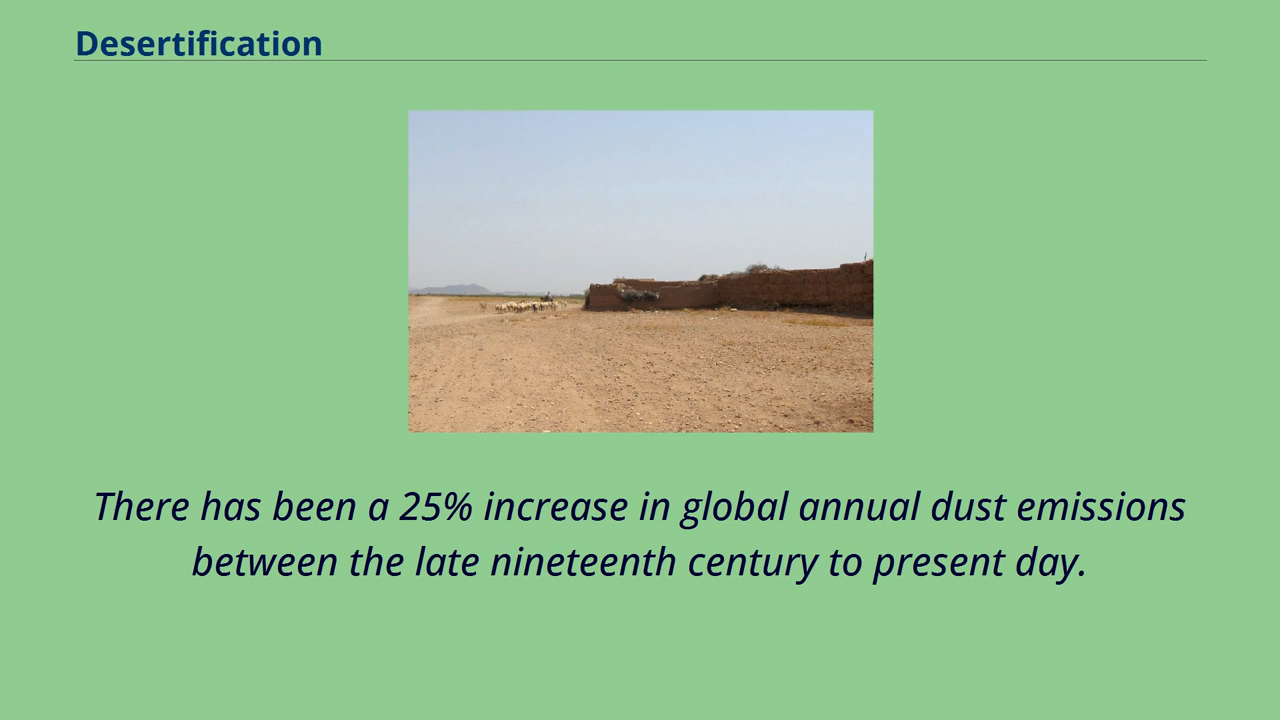 Desertification
There has been a 25% increase in global annual dust emissions
between the late nineteenth century to present day.